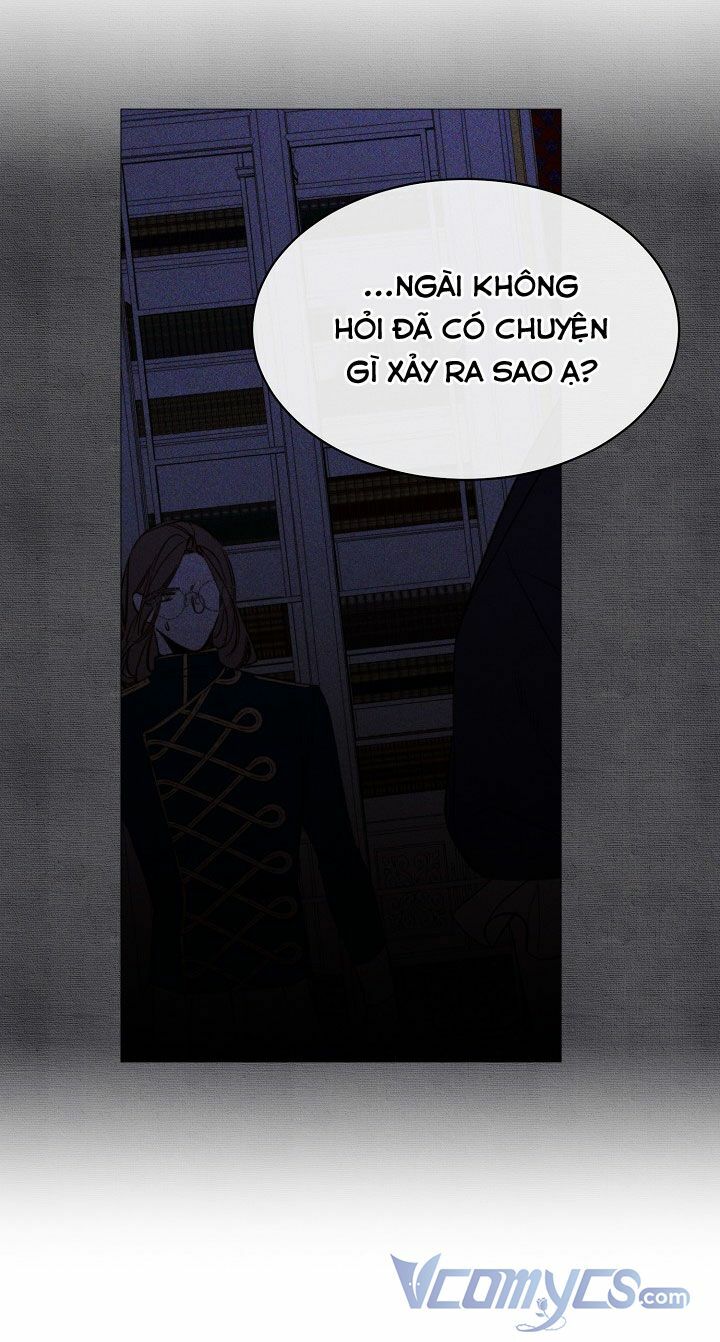 ...NGÀI KHÔNG
HỎI ĐÃ CÓ CHUYỆN
GÌ XẢY RA SAO Ạ?
VCOMYCS.com